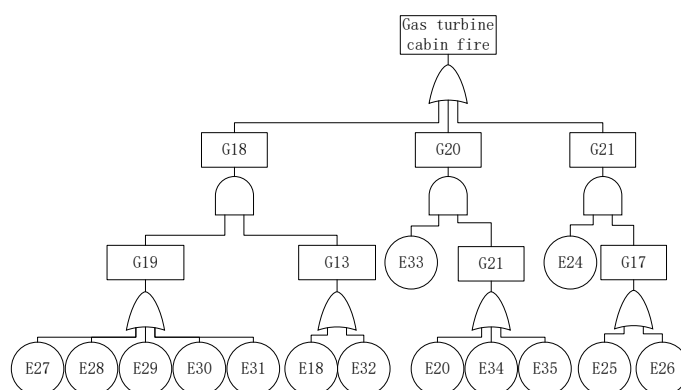 Gas turbine
cabin fire
G18
G20
G21
G19
G13
E33
G21
E24
G17
E27
E28
E29
E30
E31
E18
E32
E20
E34
E35
E25
E26